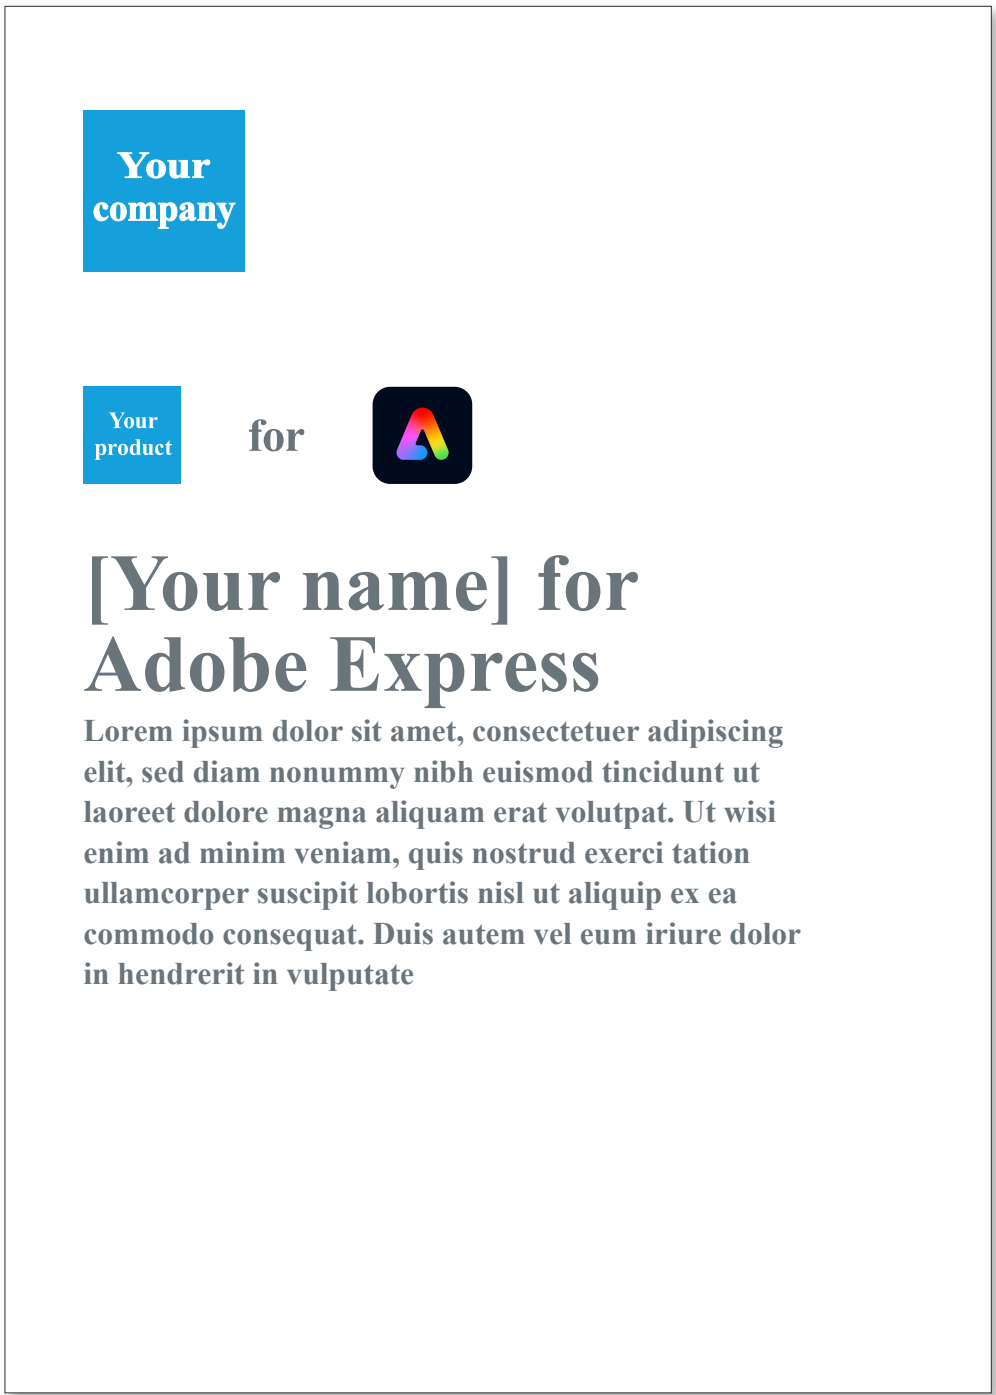 Your
company
Your
product
for
[Your name] for
Adobe Express
Lorem ipsum dolor sit amet, consectetuer adipiscing
elit, sed diam nonummy nibh euismod tincidunt ut
laoreet dolore magna aliquam erat volutpat. Ut wisi
enim ad minim veniam, quis nostrud exerci tation
ullamcorper suscipit lobortis nisl ut aliquip ex ea
commodo consequat. Duis autem vel eum iriure dolor
in hendrerit in vulputate